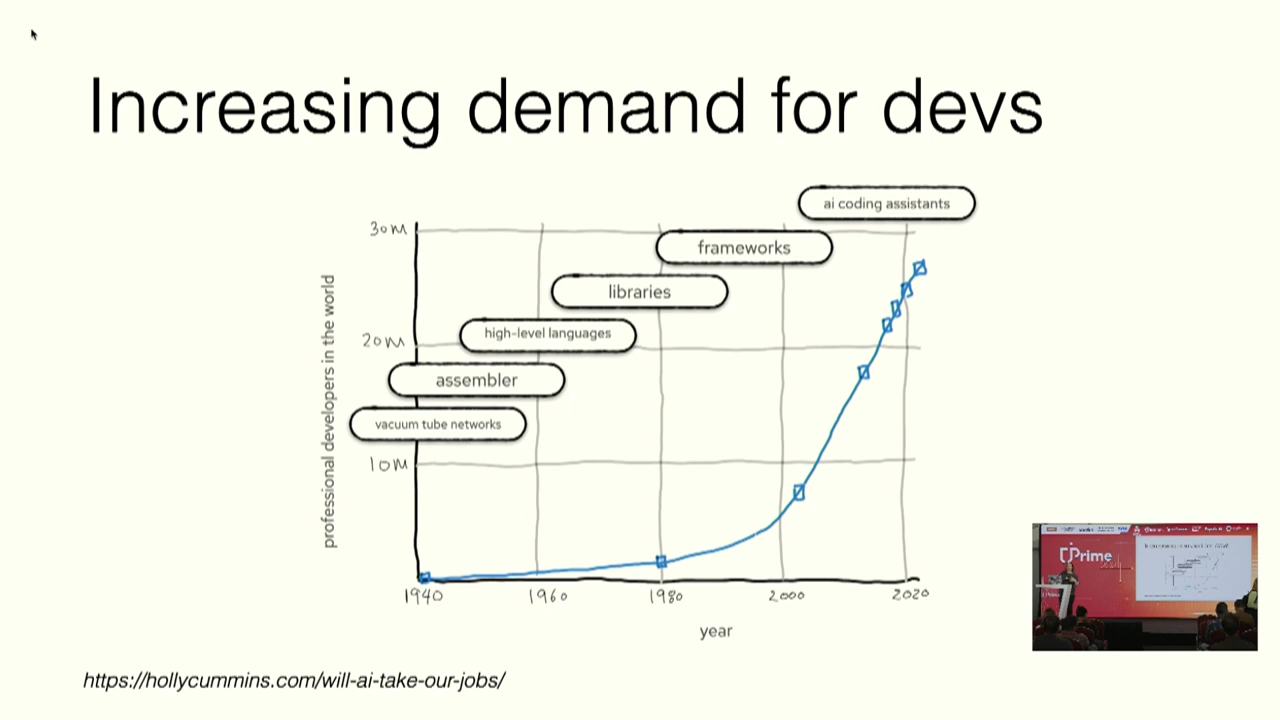 Increasing demand for devs
ai coding assistants
30M
frameworks
libraries
high-level languages
20M
assembler
vacuum tube networks
10M
professional developers in the world
1940
1960
1980
2000
2020
year
https://hollycummins.com/will-ai-take-our-jobs/
Prime